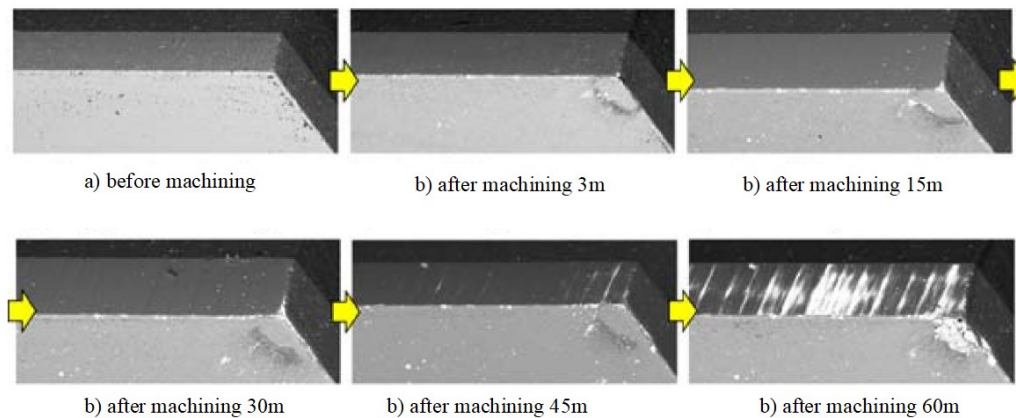 a) before machining
b) after machining 3m
b) after machining 15m
b) after machining 30m
b) after machining 45m
b) after machining 60m